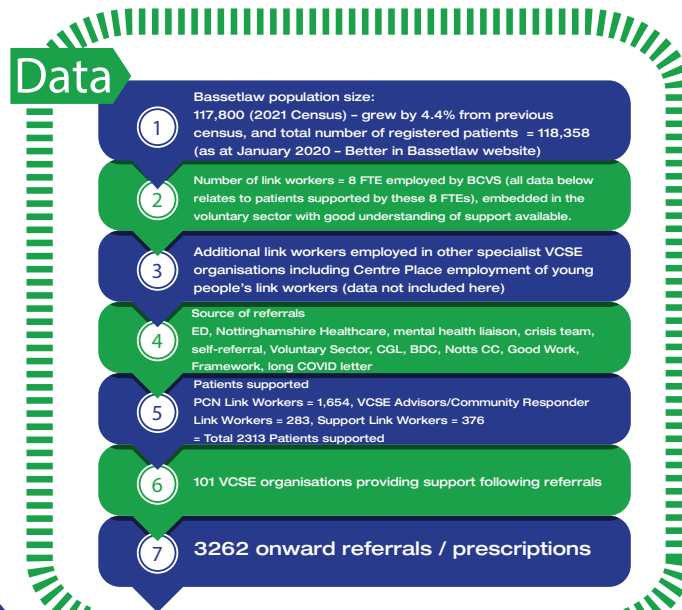 Data
1
Bassetlaw population size:
117,800 (2021 Census) – grew by 4.4% from previous
census, and total number of registered patients = 118,358
(as at January 2020 – Better in Bassetlaw website)
2
Number of link workers = 8 FTE employed by BCVS (all data below
relates to patients supported by these 8 FTEs), embedded in the
voluntary sector with good understanding of support available.
3
Additional link workers employed in other specialist VCSE
organisations including Centre Place employment of young
people's link workers (data not included here)
4
Source of referrals
ED, Nottinghamshire Healthcare, mental health liaison, crisis team,
self-referral, Voluntary Sector, CGL, BDC, Notts CC, Good Work,
Framework, long COVID letter
5
Patients supported
PCN Link Workers = 1,654, VCSE Advisors/Community Responder
Link Workers = 283, Support Link Workers = 376
= Total 2313 Patients supported
6
101 VCSE organisations providing support following referrals
7
3262 onward referrals / prescriptions